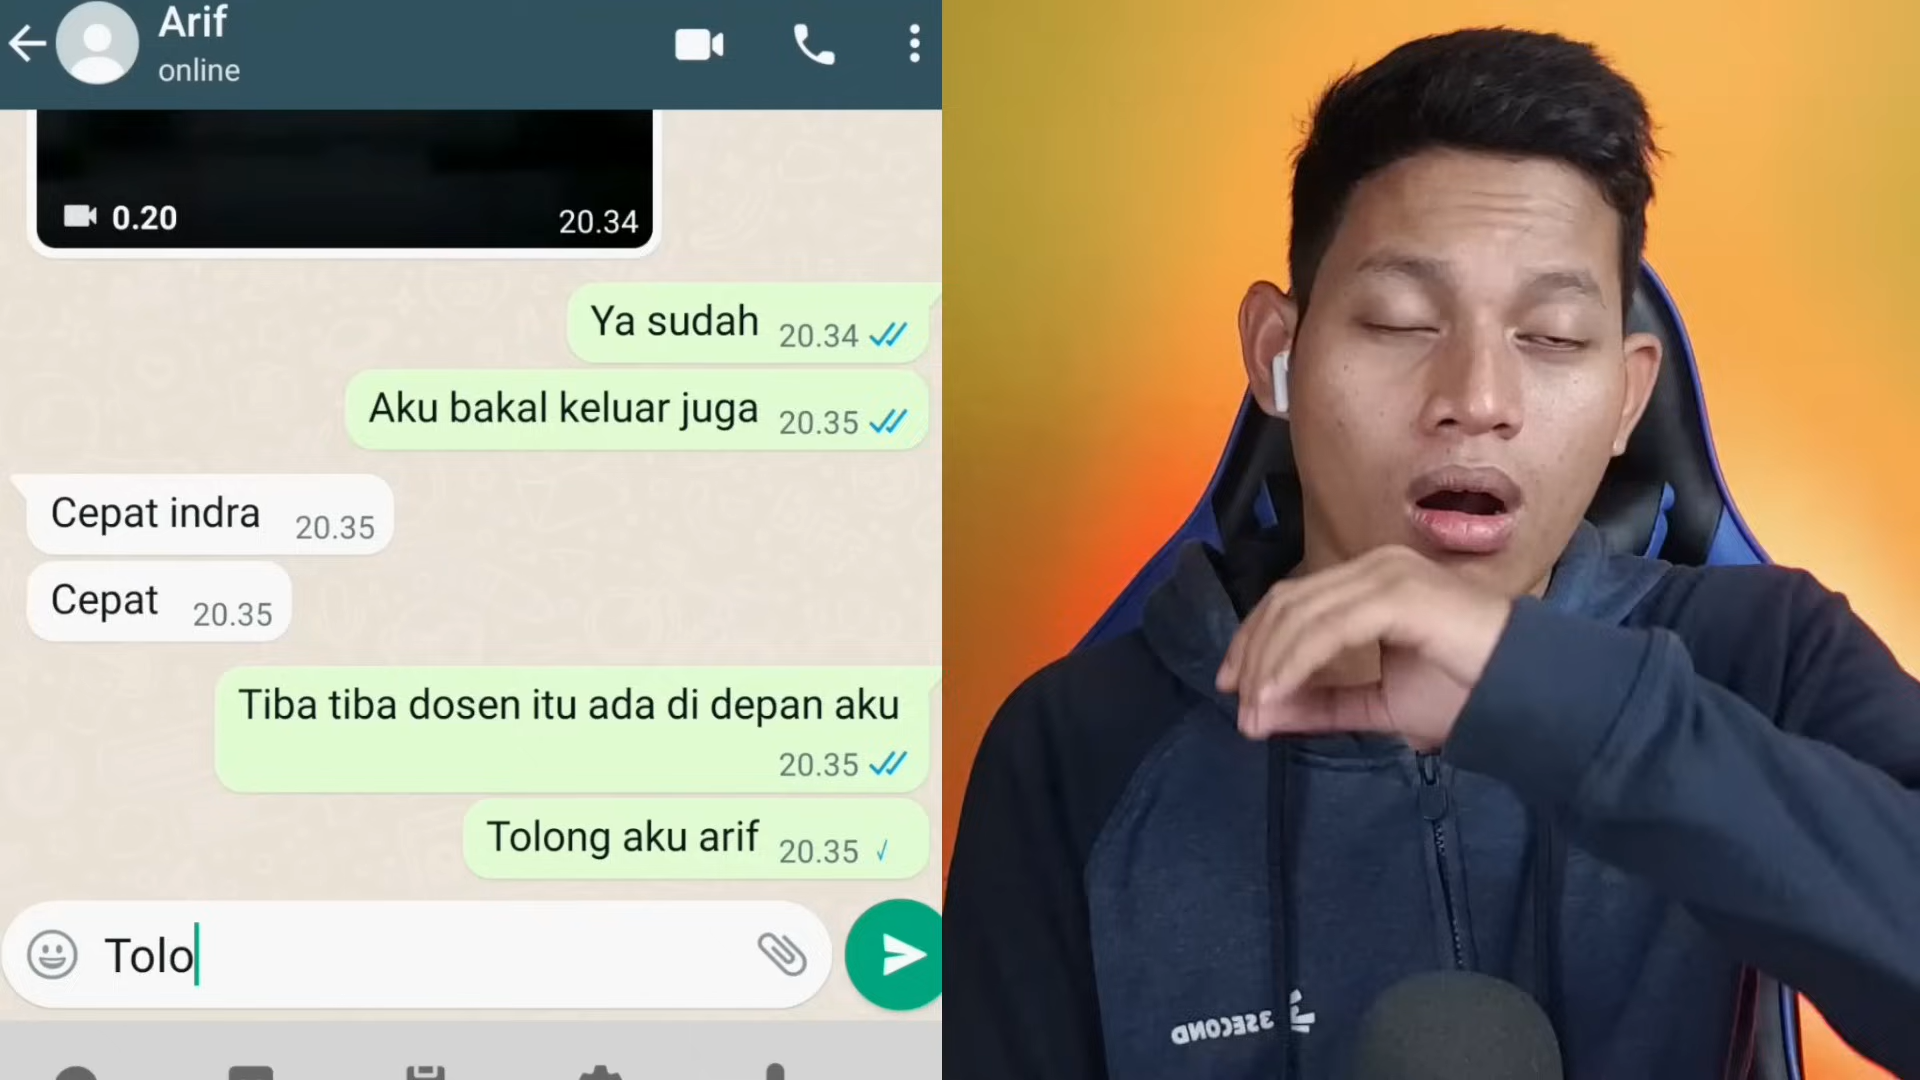 Arif
online
0.20
20.34
Ya sudah 20.34
Aku bakal keluar juga 20.35
Cepat indra 20.35
Cepat 20.35
Tiba tiba dosen itu ada di depan aku
20.35
Tolong aku arif 20.35
Tolo
3SECOND